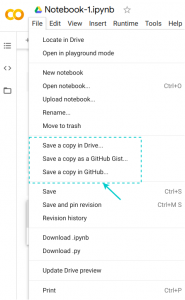 Notebook-1.ipynb
File Edit View Insert Runtime Tools Help
Locate in Drive
Open in playground mode
New notebook
Open notebook... Ctrl+O
Upload notebook...
Rename...
Move to trash
Save a copy in Drive...
Save a copy as a GitHub Gist...
Save a copy in GitHub...
Save Ctrl+S
Save and pin revision Ctrl+M S
Revision history
Download .ipynb
Download .py
Update Drive preview
Print Ctrl+P